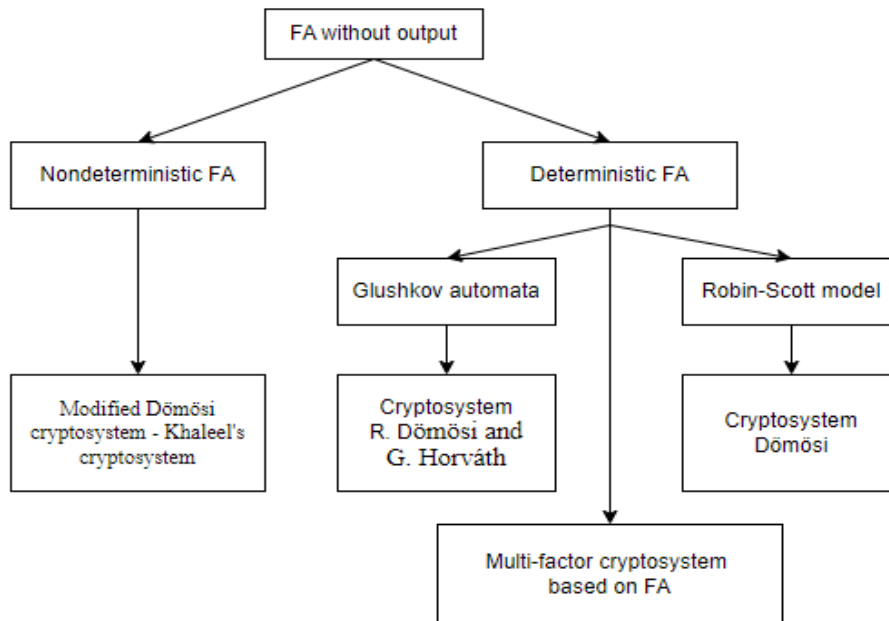 FA without output
Nondeterministic FA
Deterministic FA
Glushkov automata
Robin-Scott model
Modified Dömösi
cryptosystem - Khaleel's
cryptosystem
Cryptosystem
R. Dömösi and
G. Horváth
Cryptosystem
Dömösi
Multi-factor cryptosystem
based on FA